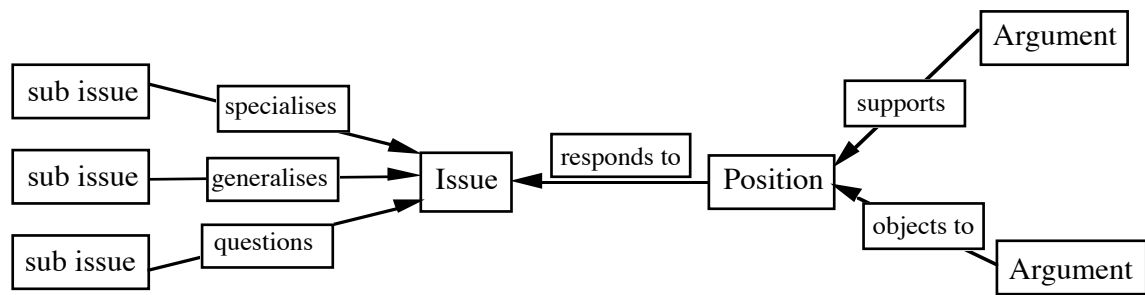 Argument
sub issue
specialises
supports
sub issue
generalises
Issue
responds to
Position
sub issue
questions
objects to
Argument